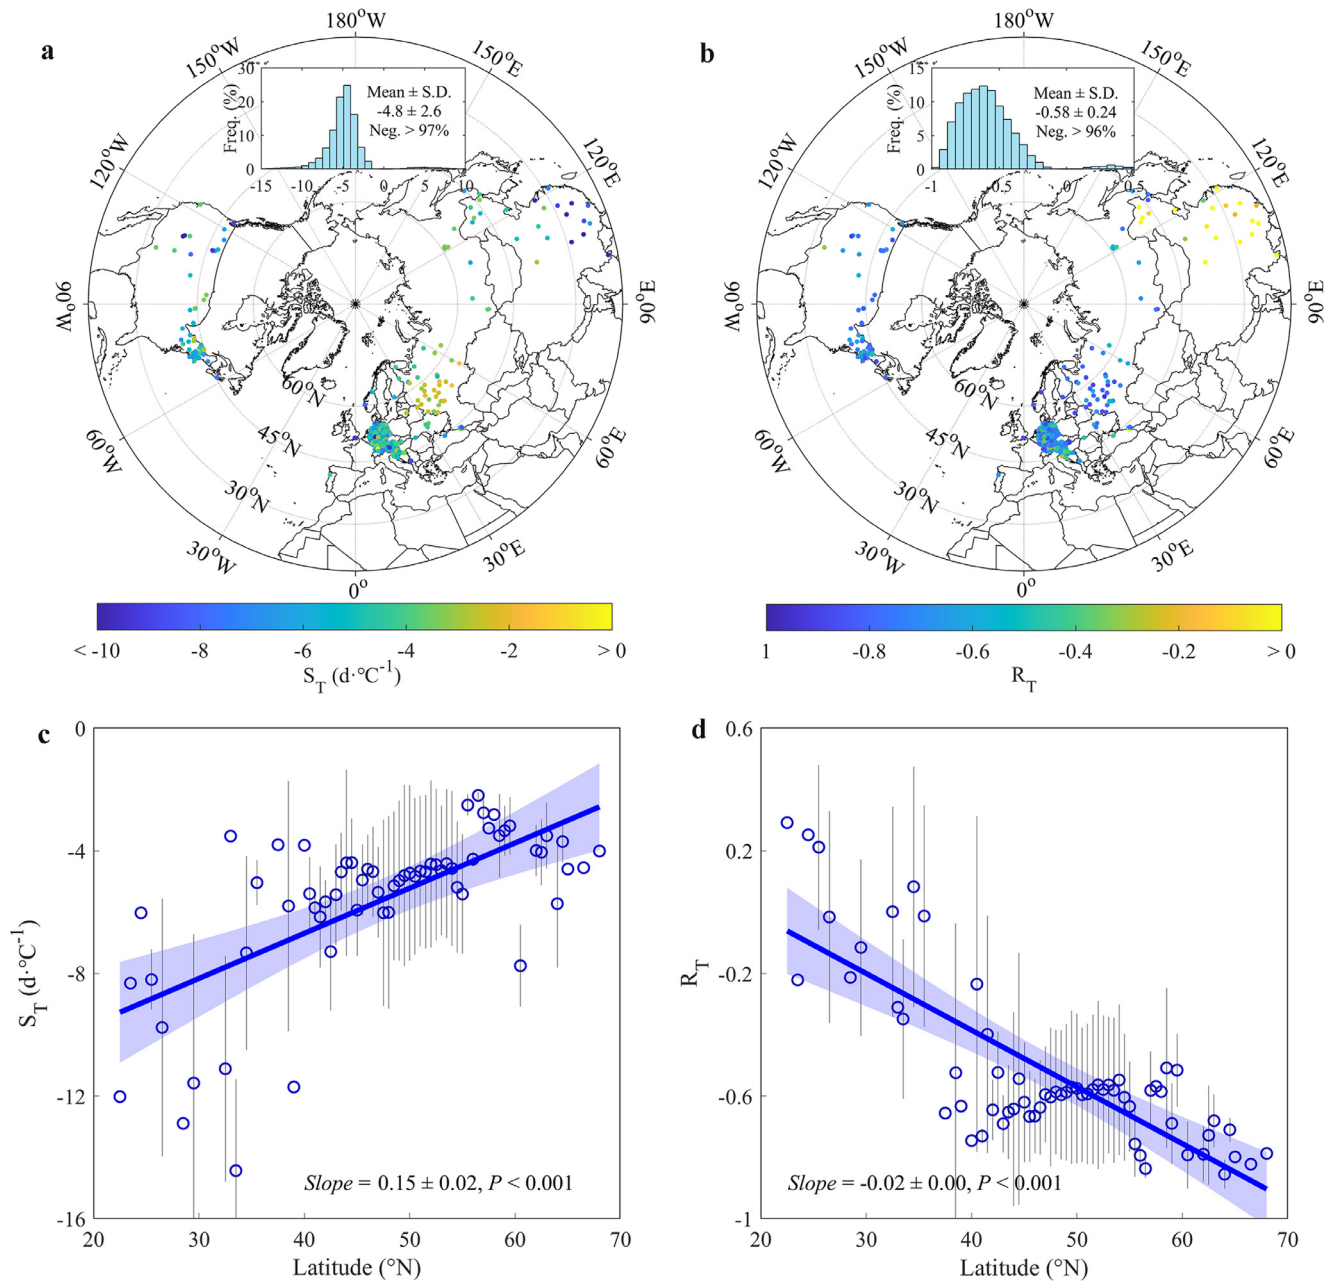 a
180°W
150°W
150°E
120°W
120°E
90°W
90°E
60°W
60°E
30°W
30°E
0°
60°N
45°N
30°N
Freq. (%)
30
20
10
0
-15
-10
-5
0
5
10
Mean ± S.D.
-4.8 ± 2.6
Neg. > 97%
< -10
-8
-6
-4
-2
> 0
S_T (d·°C⁻¹)
b
180°W
150°W
150°E
120°W
120°E
90°W
90°E
60°W
60°E
30°W
30°E
0°
60°N
45°N
30°N
Freq. (%)
15
10
5
0
-1
-0.5
0
0.5
Mean ± S.D.
-0.58 ± 0.24
Neg. > 96%
1
-0.8
-0.6
-0.4
-0.2
> 0
R_T
c
0
-4
-8
-12
-16
S_T (d·°C⁻¹)
Slope = 0.15 ± 0.02, P < 0.001
20
30
40
50
60
70
Latitude (°N)
d
0.6
0.2
-0.2
-0.6
-1
R_T
Slope = -0.02 ± 0.00, P < 0.001
20
30
40
50
60
70
Latitude (°N)